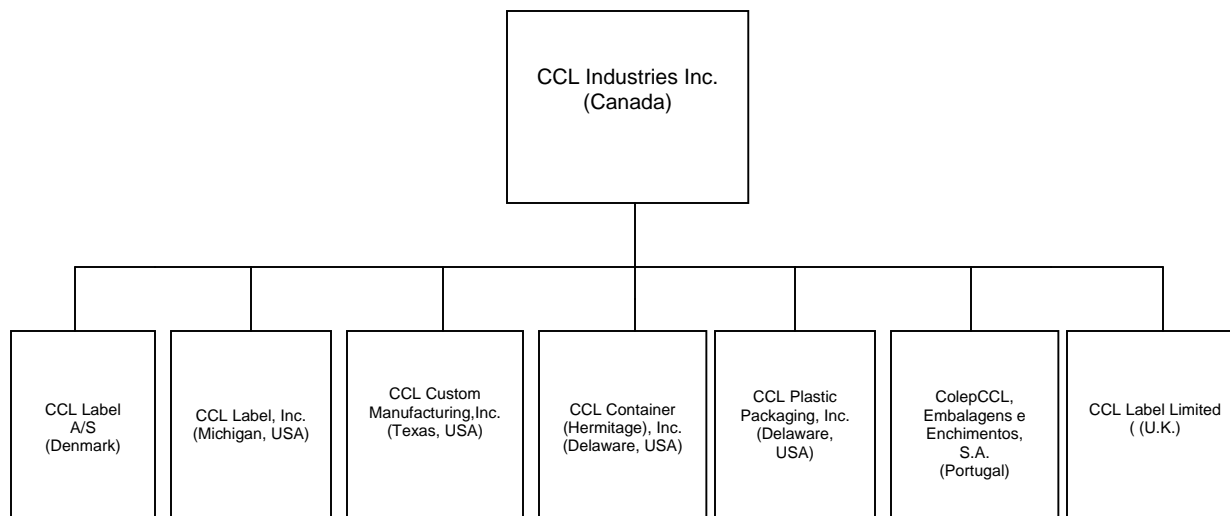 CCL Industries Inc.
(Canada)
CCL Label
A/S
(Denmark)
CCL Label, Inc.
(Michigan, USA)
CCL Custom
Manufacturing,Inc.
(Texas, USA)
CCL Container
(Hermitage), Inc.
(Delaware, USA)
CCL Plastic
Packaging, Inc.
(Delaware,
USA)
ColepCCL,
Embalagens e
Enchimentos,
S.A.
(Portugal)
CCL Label Limited
( (U.K.)